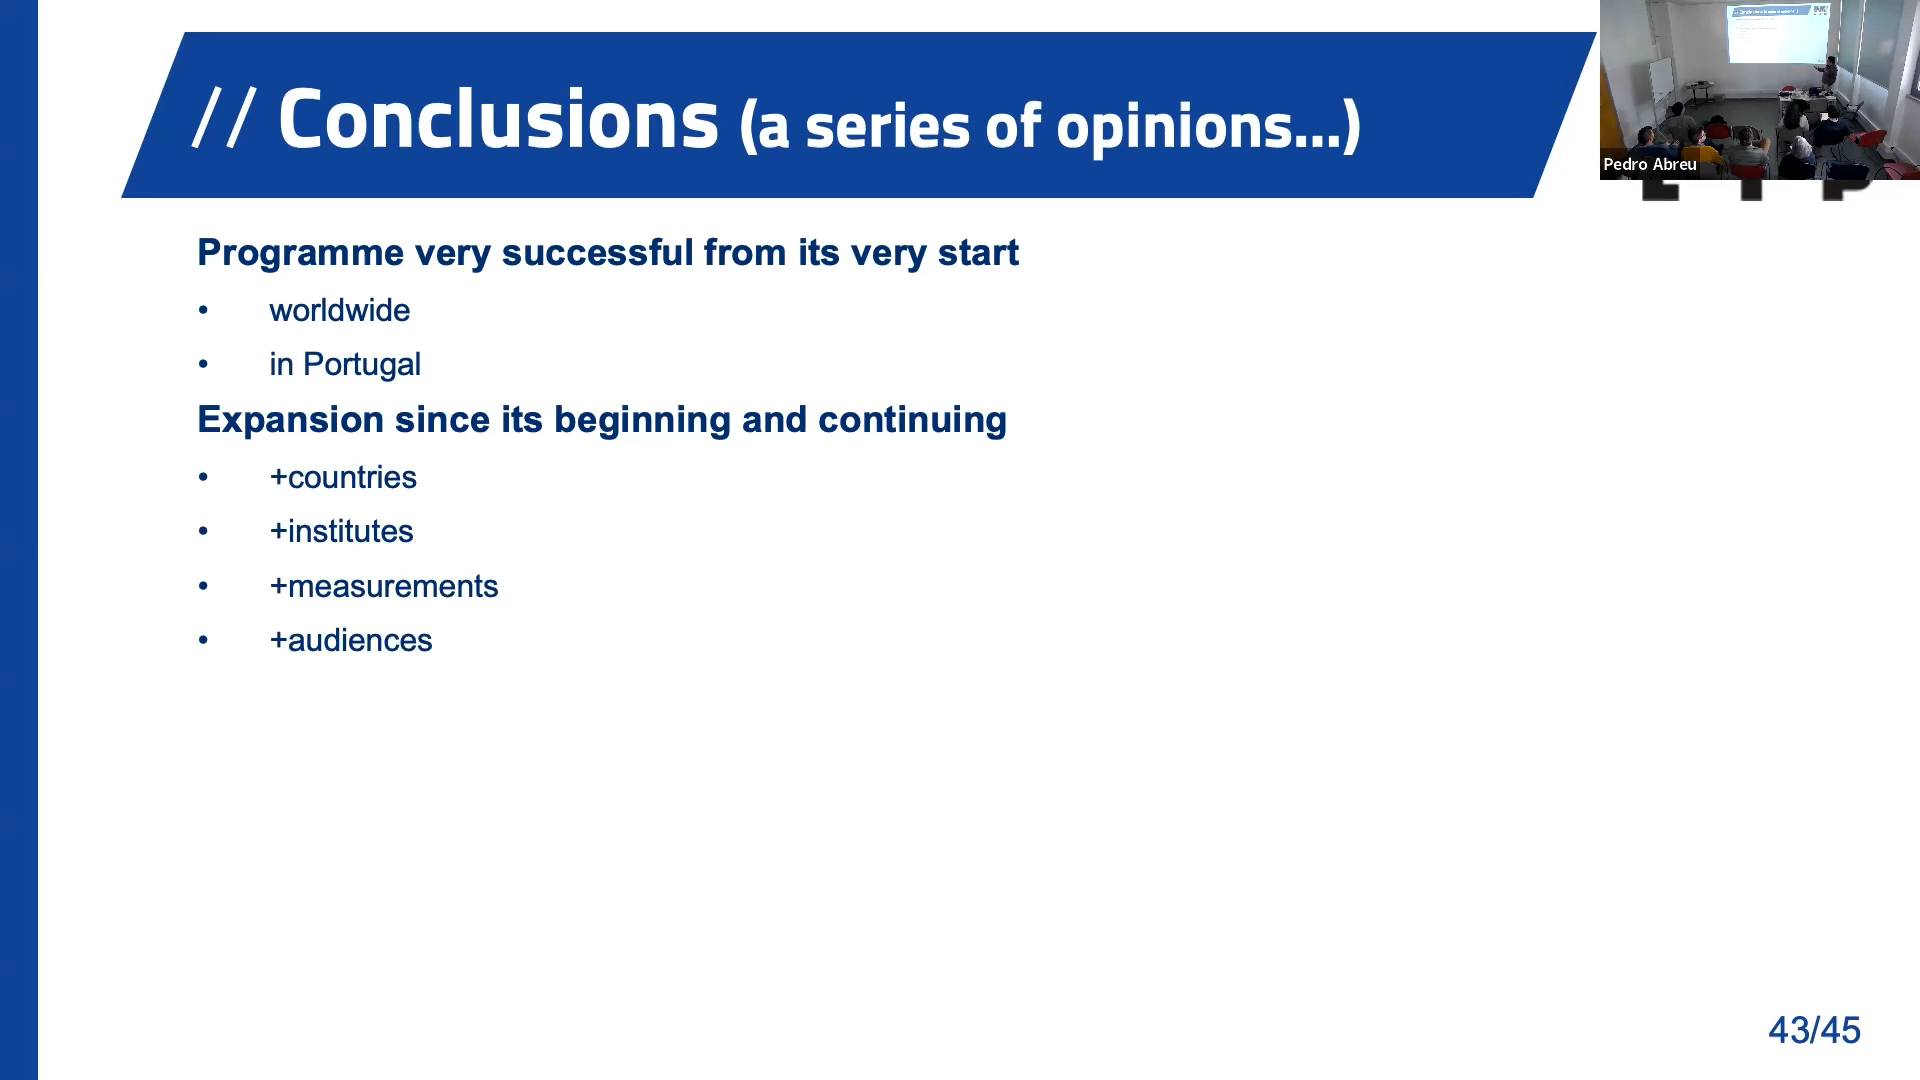 // Conclusions (a series of opinions...)
Pedro Abreu
Programme very successful from its very start
• worldwide
• in Portugal
Expansion since its beginning and continuing
• +countries
• +institutes
• +measurements
• +audiences
43/45